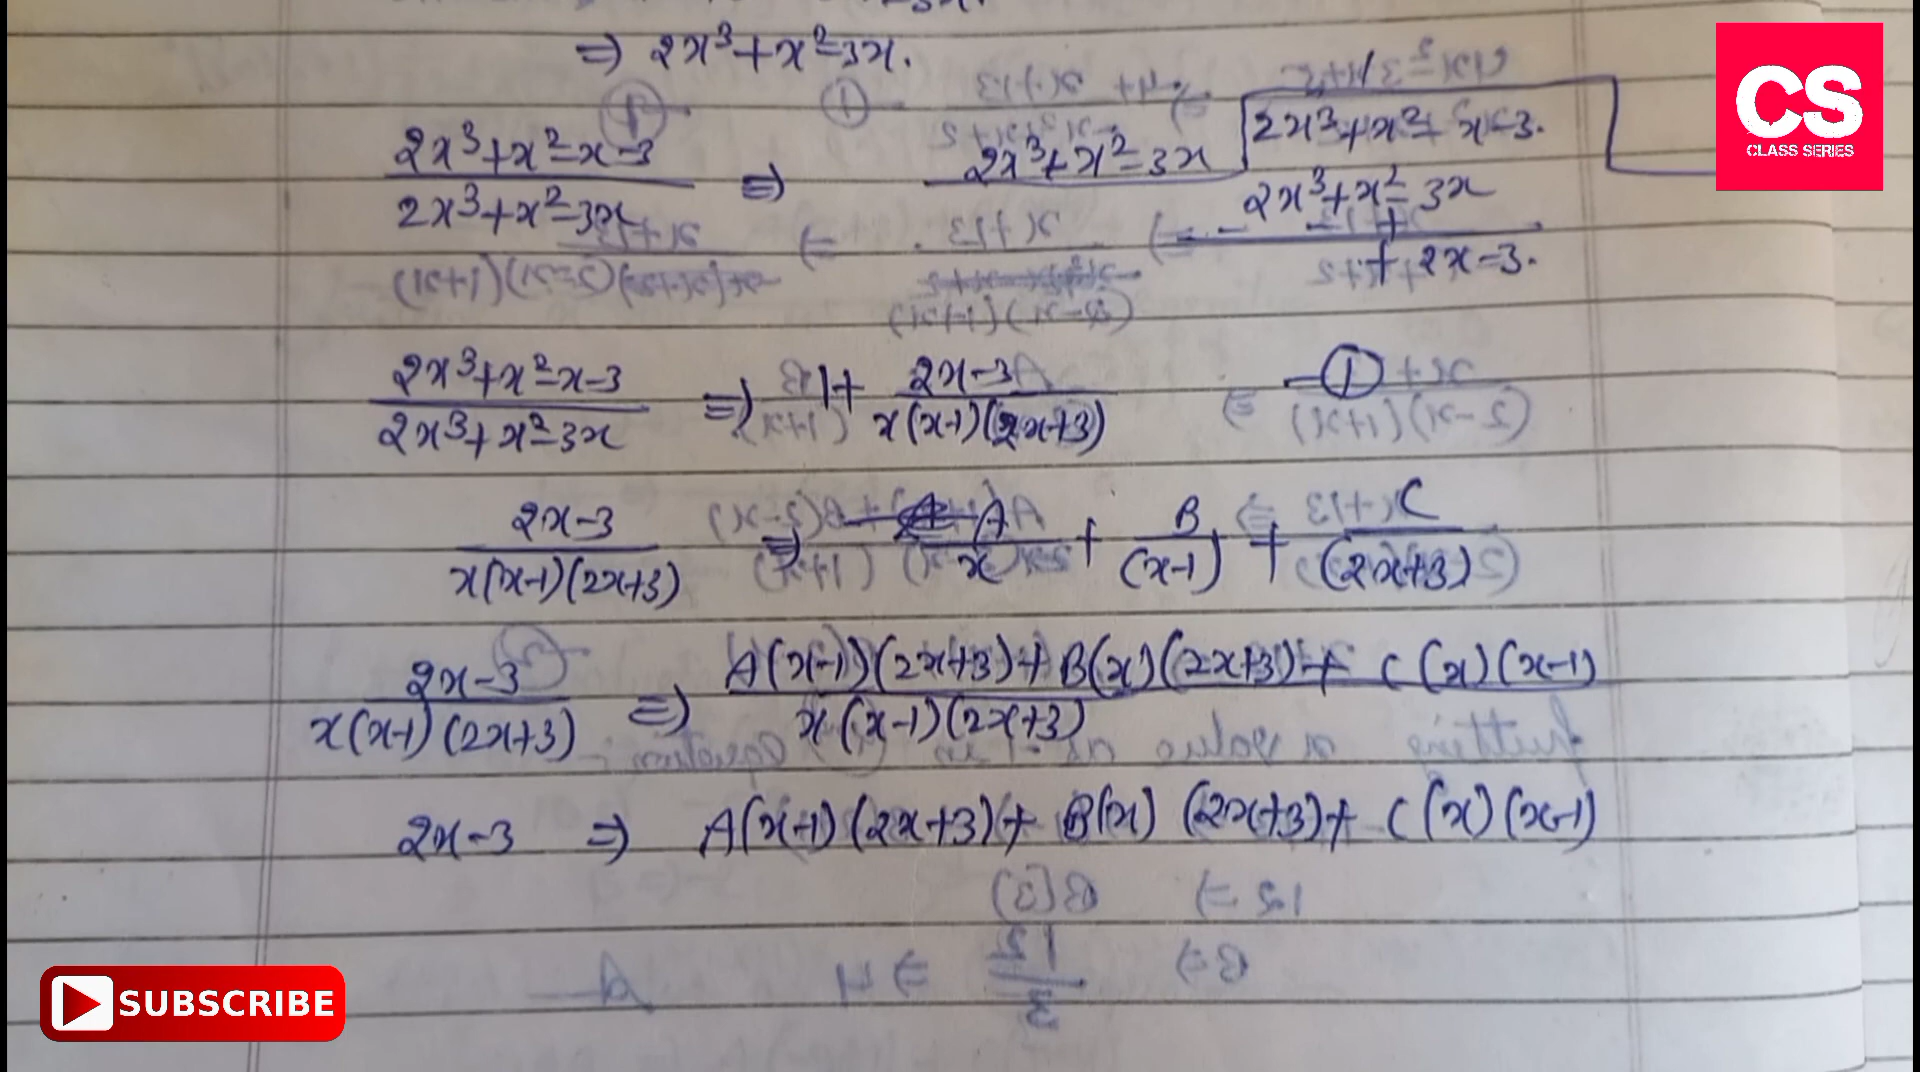 ⇒ 2x³+x²-3x.
CS
CLASS SERIES
(2x³+x²-x-3)/(2x³+x²-3x) ⇒ 2x³+x²-3x | 2x³+x²-x-3.
2x³+x²-3x
- - +
+ 2x-3.
(2x³+x²-x-3)/(2x³+x²-3x) ⇒ 1+ (2x-3)/(x(x-1)(2x+3)) -①
(2x-3)/(x(x-1)(2x+3)) ⇒ A/x + B/(x-1) + C/(2x+3)
(2x-3)/(x(x-1)(2x+3)) ⇒ (A(x-1)(2x+3)+B(x)(2x+3)+C(x)(x-1))/(x(x-1)(2x+3))
2x-3 ⇒ A(x-1)(2x+3)+B(x)(2x+3)+C(x)(x-1)
SUBSCRIBE